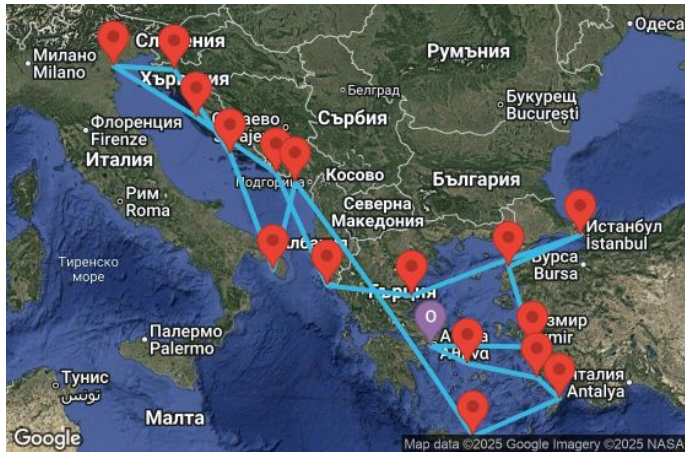 Одеса
Милано
Milano
Словения
Румъния
Хърватия
Белград
Букурещ
București
Флоренция
Firenze
Сараево
Sarajevo
Сърбия
ИТАЛИЯ
Подгорица
Косово
България
Рим
Roma
Северна
Македония
Истанбул
İstanbul
Албания
Бурса
Bursa
Тиренско
море
Гърция
O
Измир
İzmir
Атина
Αθήνα
Палермо
Palermo
Анталия
Antalya
Тунис
تونس
Малта
Google
Map data ©2025 Google Imagery ©2025 NASA